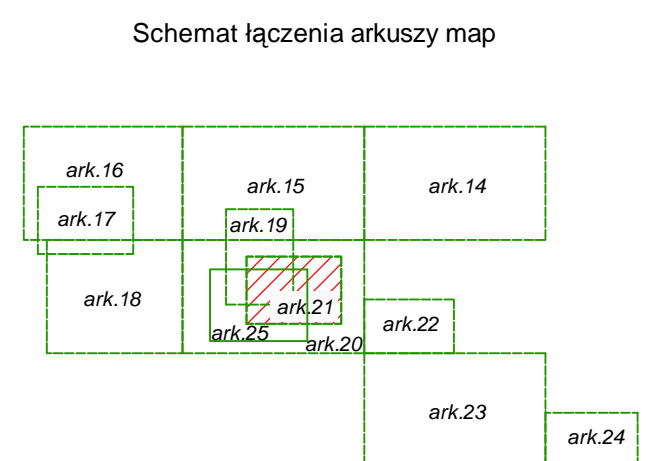 Schemat łączenia arkuszy map
ark.16
ark.15
ark.14
ark.17
ark.19
ark.18
ark.21
ark.22
ark.25
ark.20
ark.23
ark.24